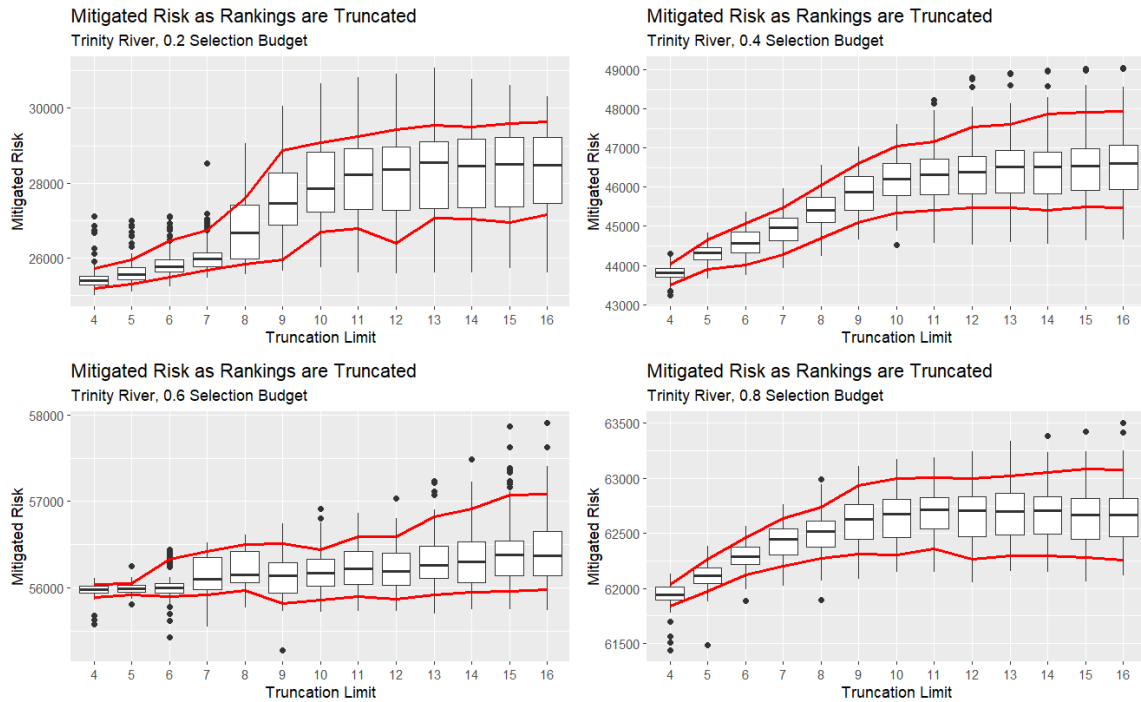 Mitigated Risk as Rankings are Truncated
Trinity River, 0.2 Selection Budget
Mitigated Risk
30000
28000
26000
4 5 6 7 8 9 10 11 12 13 14 15 16
Truncation Limit
Mitigated Risk as Rankings are Truncated
Trinity River, 0.4 Selection Budget
Mitigated Risk
49000
48000
47000
46000
45000
44000
43000
4 5 6 7 8 9 10 11 12 13 14 15 16
Truncation Limit
Mitigated Risk as Rankings are Truncated
Trinity River, 0.6 Selection Budget
Mitigated Risk
58000
57000
56000
4 5 6 7 8 9 10 11 12 13 14 15 16
Truncation Limit
Mitigated Risk as Rankings are Truncated
Trinity River, 0.8 Selection Budget
Mitigated Risk
63500
63000
62500
62000
61500
4 5 6 7 8 9 10 11 12 13 14 15 16
Truncation Limit